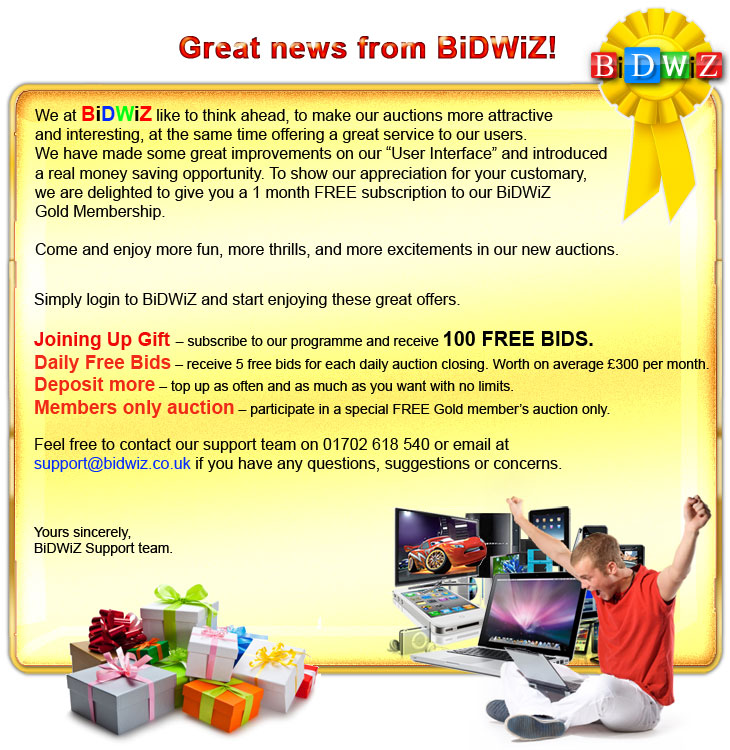 Great news from BiDWiZ!
BiDWiZ
We at BiDWiZ like to think ahead, to make our auctions more attractive
and interesting, at the same time offering a great service to our users.
We have made some great improvements on our “User Interface” and introduced
a real money saving opportunity. To show our appreciation for your customary,
we are delighted to give you a 1 month FREE subscription to our BiDWiZ
Gold Membership.
Come and enjoy more fun, more thrills, and more excitements in our new auctions.
Simply login to BiDWiZ and start enjoying these great offers.
Joining Up Gift – subscribe to our programme and receive 100 FREE BIDS.
Daily Free Bids – receive 5 free bids for each daily auction closing. Worth on average £300 per month.
Deposit more – top up as often and as much as you want with no limits.
Members only auction – participate in a special FREE Gold member’s auction only.
Feel free to contact our support team on 01702 618 540 or email at
support@bidwiz.co.uk if you have any questions, suggestions or concerns.
Yours sincerely,
BiDWiZ Support team.